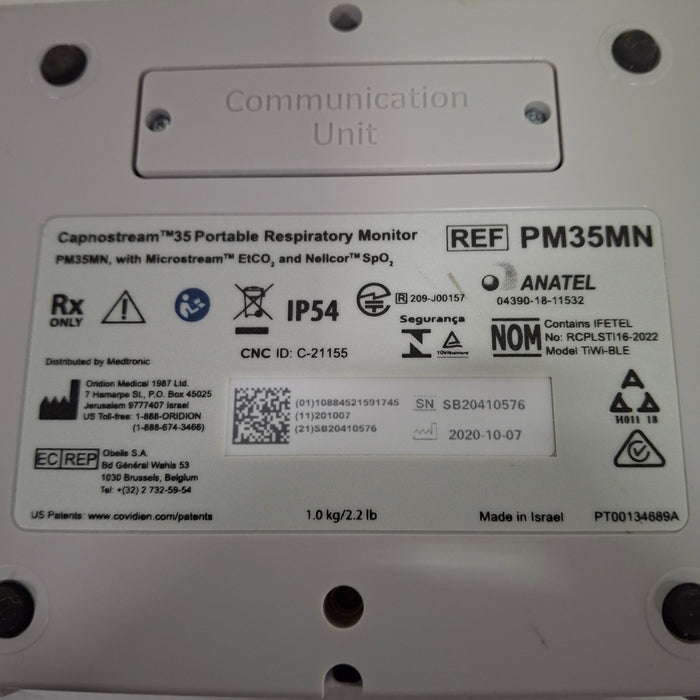 Communication
Unit
Capnostream™35 Portable Respiratory Monitor
REF PM35MN
PM35MN, with Microstream™ EtCO2 and Nellcor™ SpO2
Rx
ONLY
IP54
R 209-J00157
ANATEL
04390-18-11532
Segurança
CNC ID: C-21155
NOM
Contains IFETEL
No: RCPLSTI16-2022
Model TiWi-BLE
Distributed by Medtronic
Oridion Medical 1987 Ltd.
7 Hamarpe St., P.O. Box 45025
Jerusalem 9777407 Israel
US Toll-free: 1-888-ORIDION
(1-888-674-3466)
(01)10884521591745
(11)201007
(21)SB20410576
SN SB20410576
2020-10-07
H011 18
EC REP
Obelis S.A.
Bd Général Wahis 53
1030 Brussels, Belgium
Tel: +(32) 2 732-59-54
US Patents: www.covidien.com/patents
1.0 kg/2.2 lb
Made in Israel
PT00134689A